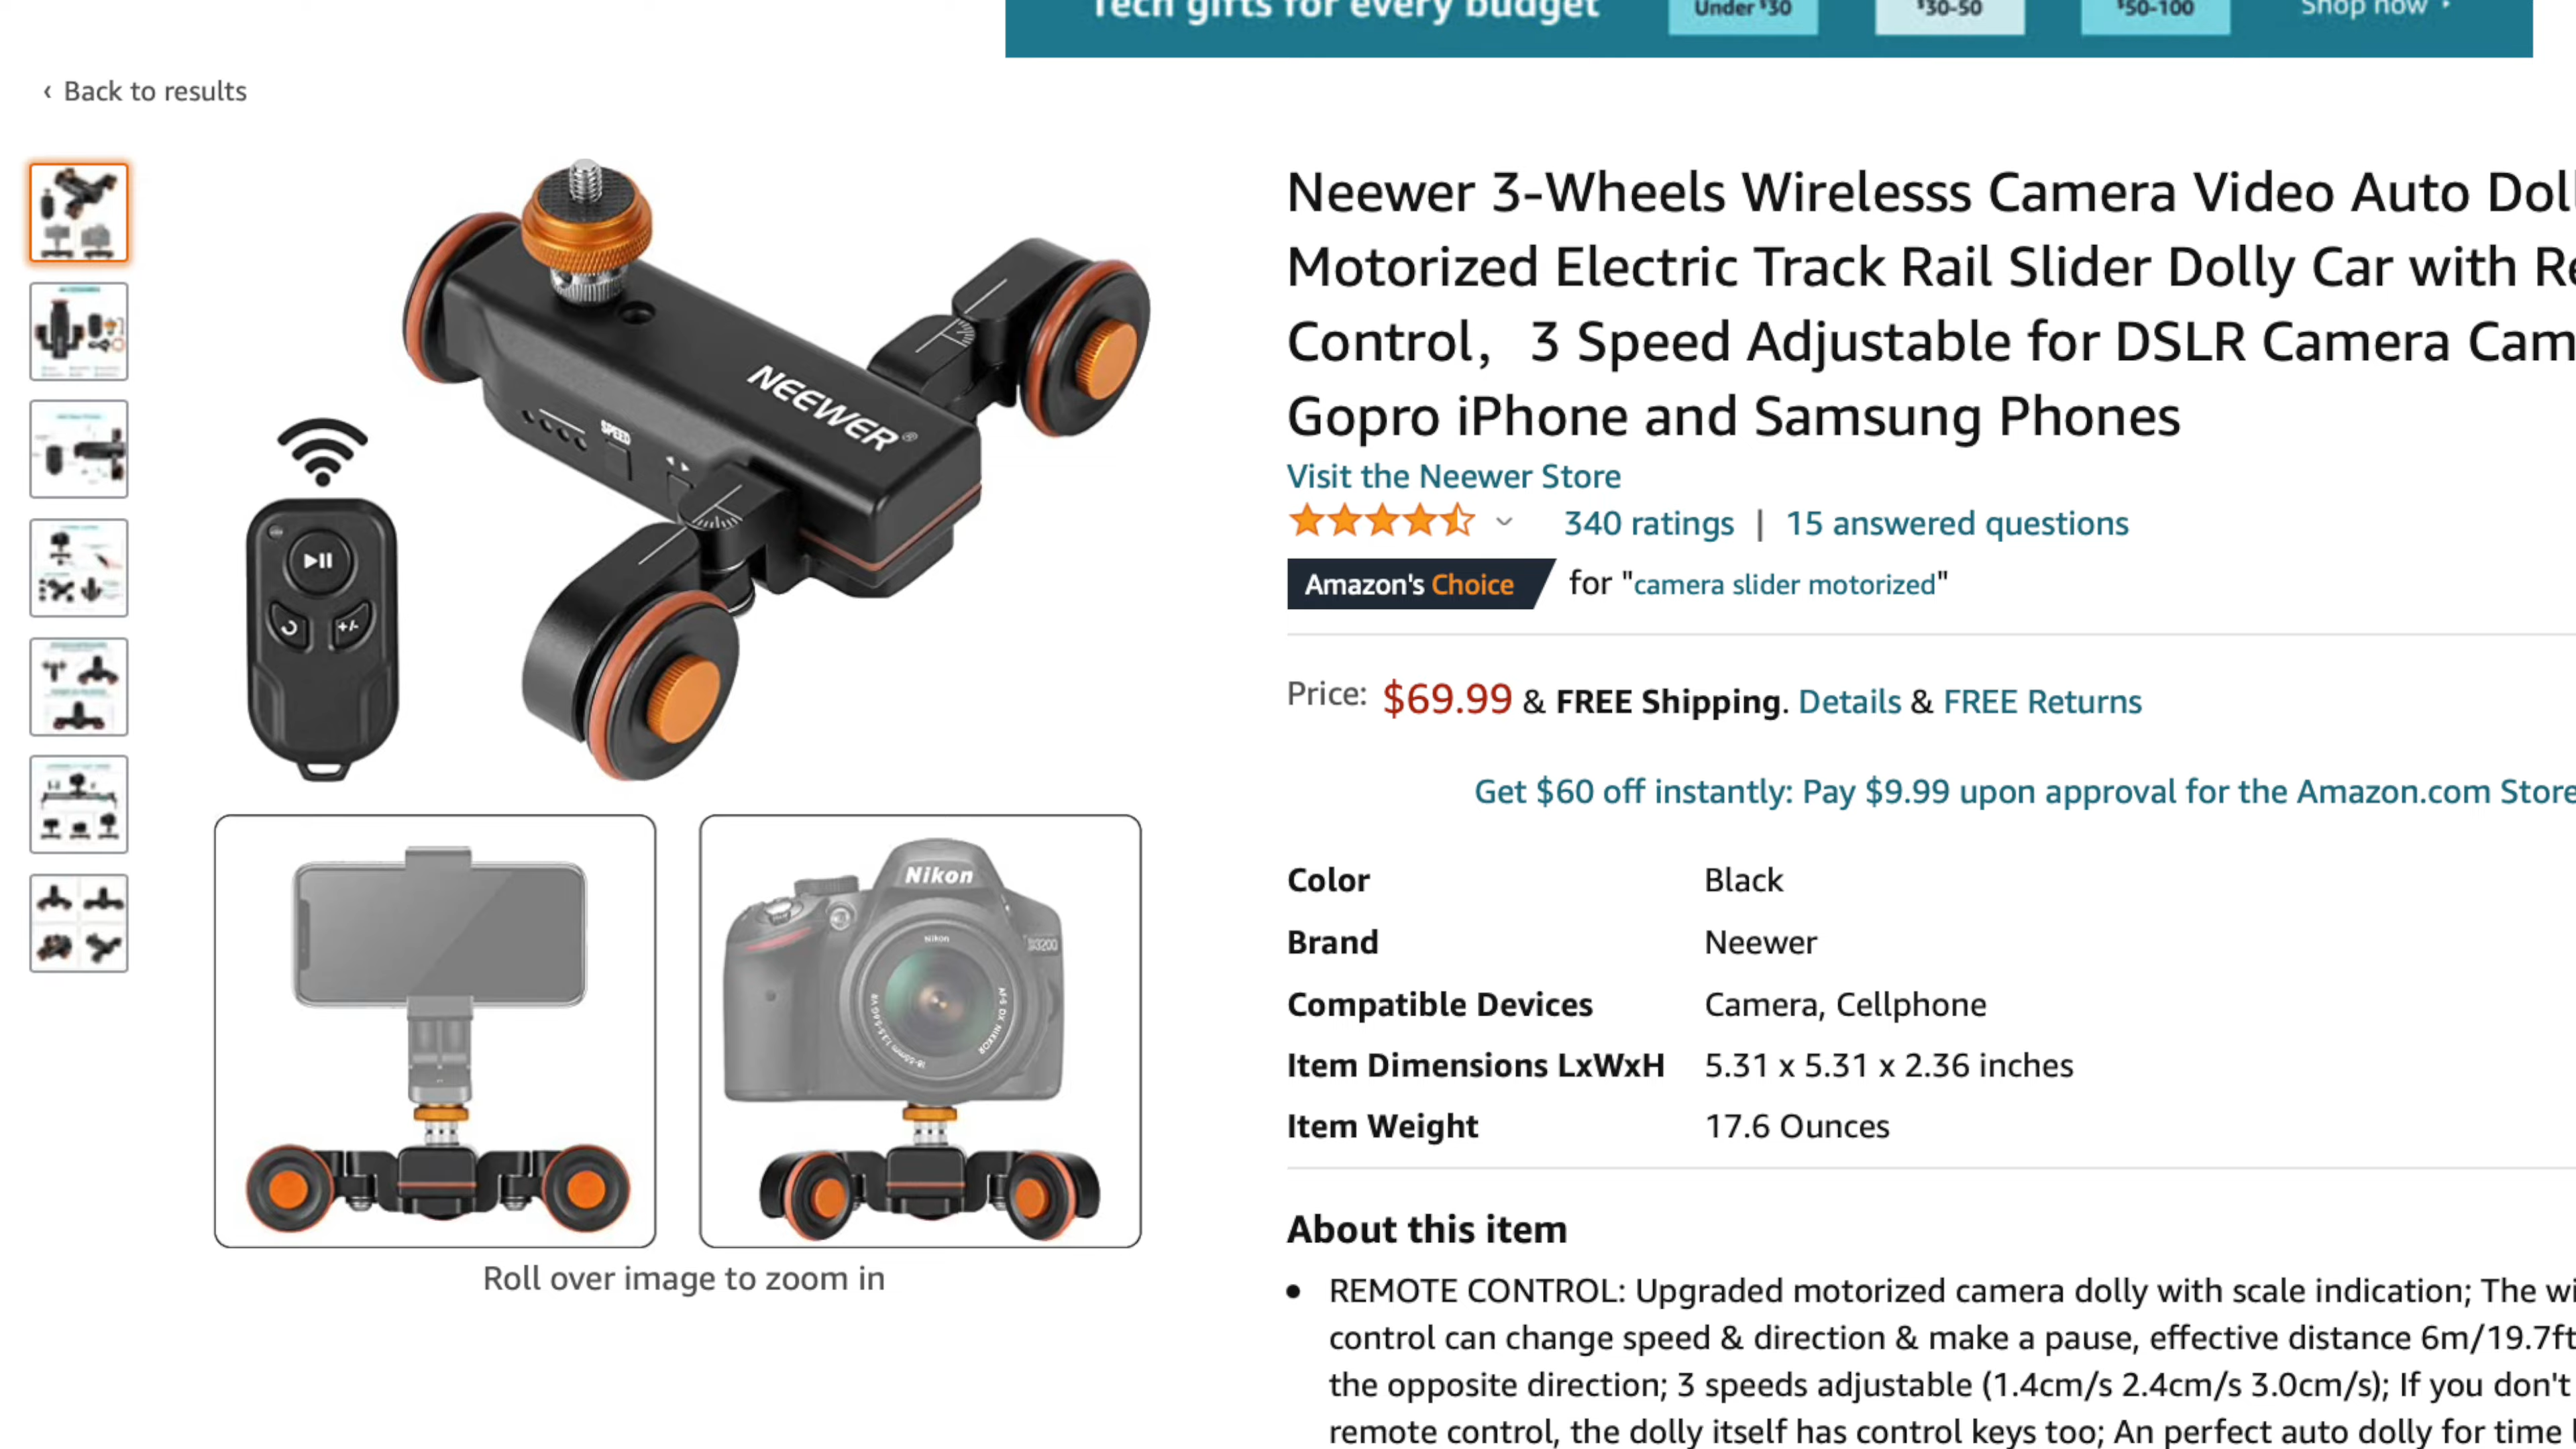 Tech gifts for every budget
Under $30
$30-50
$50-100
Shop now
‹ Back to results
NEEWER®
SPEED
+/-
Nikon
Nikon
D3200
AF-S DX NIKKOR
Roll over image to zoom in
Neewer 3-Wheels Wirelesss Camera Video Auto
Motorized Electric Track Rail Slider Dolly Car with
Control, 3 Speed Adjustable for DSLR Camera
Gopro iPhone and Samsung Phones
Visit the Neewer Store
340 ratings | 15 answered questions
Amazon's Choice for "camera slider motorized"
Price: $69.99 & FREE Shipping. Details & FREE Returns
Get $60 off instantly: Pay $9.99 upon approval for the Amazon.com Store
Color Black
Brand Neewer
Compatible Devices Camera, Cellphone
Item Dimensions LxWxH 5.31 x 5.31 x 2.36 inches
Item Weight 17.6 Ounces
About this item
• REMOTE CONTROL: Upgraded motorized camera dolly with scale indication; The
control can change speed & direction & make a pause, effective distance 6m/19.7ft
the opposite direction; 3 speeds adjustable (1.4cm/s 2.4cm/s 3.0cm/s); If you don't
remote control, the dolly itself has control keys too; An perfect auto dolly for time